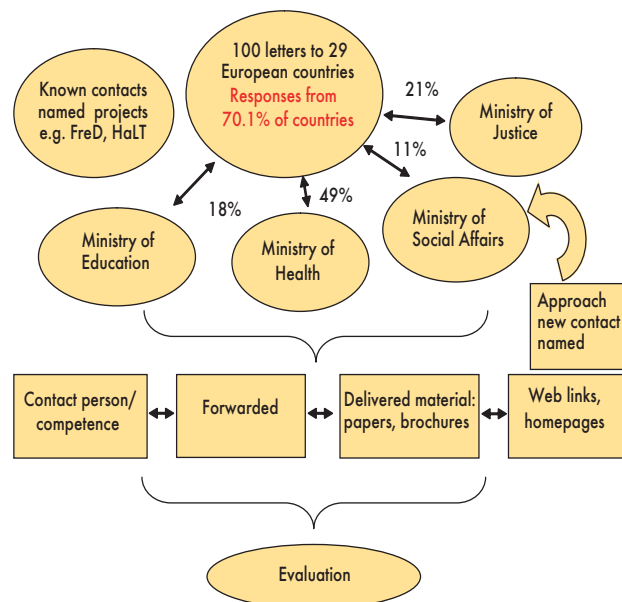 100 letters to 29
European countries
Responses from
70.1% of countries
Known contacts
named projects
e.g. FreD, HaLT
21%
Ministry of
Justice
11%
18%
49%
Ministry of
Education
Ministry of
Health
Ministry of
Social Affairs
Approach
new contact
named
Contact person/
competence
Forwarded
Delivered material:
papers, brochures
Web links,
homepages
Evaluation